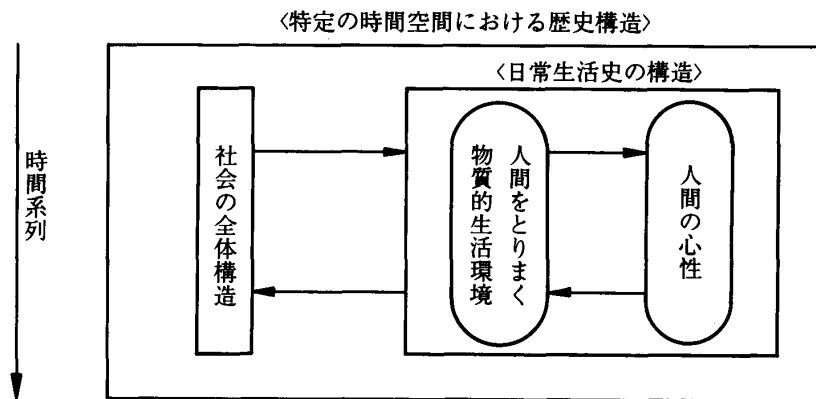 〈特定の時間空間における歴史構造〉
〈日常生活史の構造〉
時間系列
社会の全体構造
人間をとりまく
物質的生活環境
人間の心性